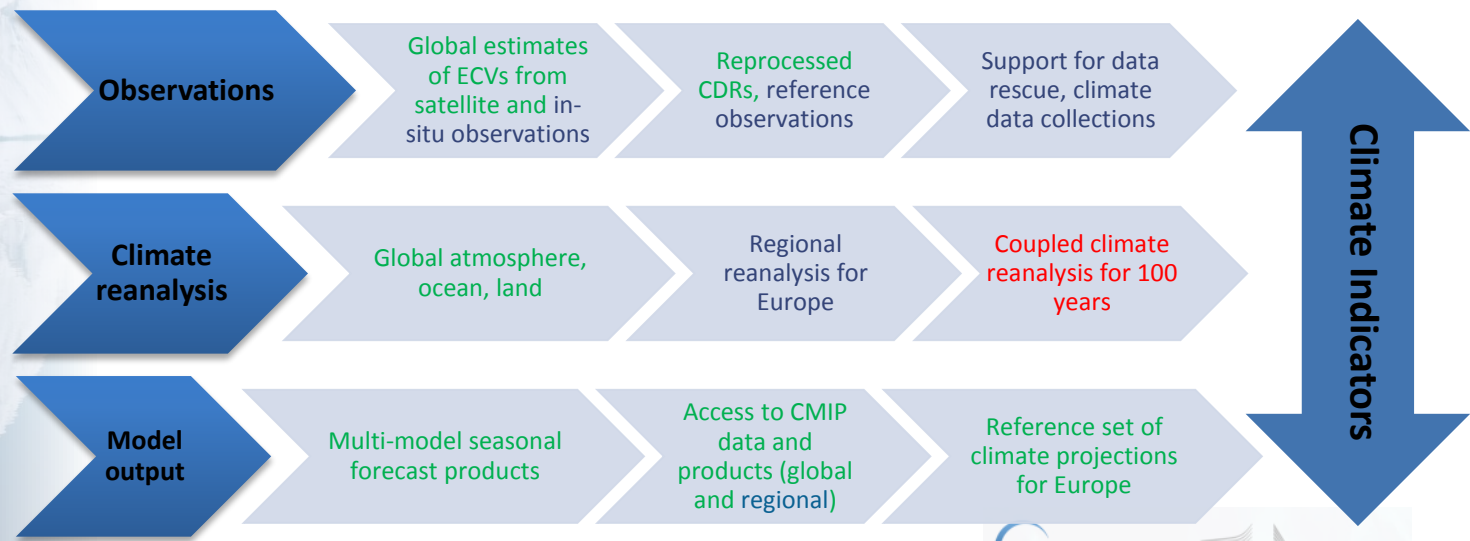 Observations
Global estimates
of ECVs from
satellite and in-
situ observations
Reprocessed
CDRs, reference
observations
Support for data
rescue, climate
data collections
Climate
reanalysis
Global atmosphere,
ocean, land
Regional
reanalysis for
Europe
Coupled climate
reanalysis for 100
years
Model
output
Multi-model seasonal
forecast products
Access to CMIP
data and
products (global
and regional)
Reference set of
climate projections
for Europe
Climate Indicators